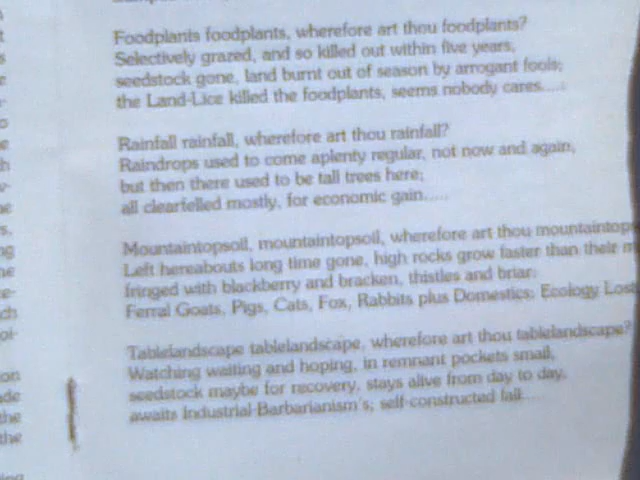 Foodplants foodplants, wherefore art thou foodplants?
Selectively grazed, and so killed out within five years,
seedstock gone, land burnt out of season by arrogant fools;
the Land-Lice killed the foodplants, seems nobody cares.....
Rainfall rainfall, wherefore art thou rainfall?
Raindrops used to come aplenty regular, not now and again,
but then there used to be tall trees here;
all clearfelled mostly, for economic gain.....
Mountaintopsoil, mountaintopsoil, wherefore art thou mountaintops
Left hereabouts long time gone, high rocks grow faster than their m
fringed with blackberry and bracken, thistles and briar;
Ferral Goats, Pigs, Cats, Fox, Rabbits plus Domestics; Ecology Lost
Tablelandscape tablelandscape, wherefore art thou tablelandscape?
Watching waiting and hoping, in remnant pockets small,
seedstock maybe for recovery, stays alive from day to day,
awaits Industrial-Barbarianism's; self-constructed fall.....